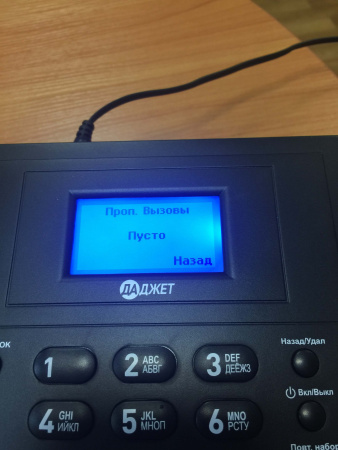 Проп. Вызовы
Пусто
Назад
ДАДЖЕТ
ОК
Назад/Удал
1
2 ABC АБВГ
3 DEF ДЕЁЖЗ
Вкл/Выкл
4 GHI ИЙКЛ
5 JKL МНОП
6 MNO РСТУ
Повт. набор